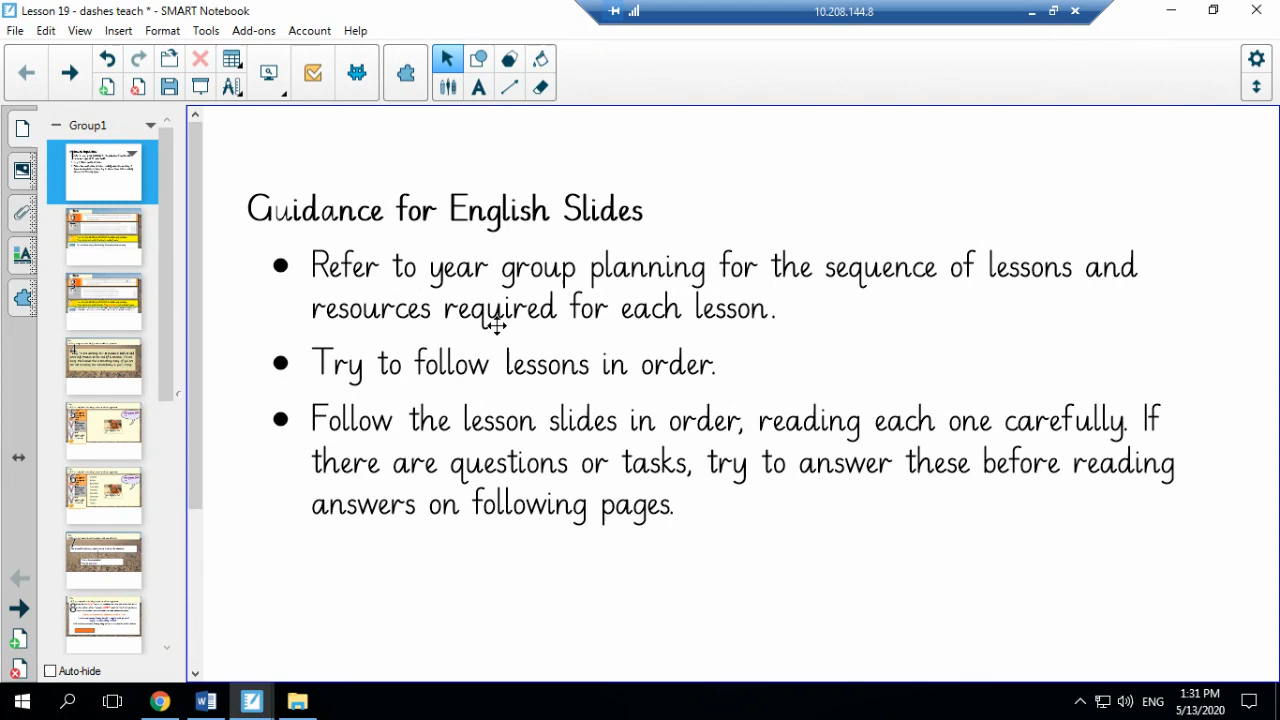 Lesson 19 - dashes teach * - SMART Notebook
10.208.144.8
File Edit View Insert Format Tools Add-ons Account Help
Group1
Guidance for English Slides
● Refer to year group planning for the sequence of lessons and
resources required for each lesson.
● Try to follow lessons in order.
● Follow the lesson slides in order, reading each one carefully. If
there are questions or tasks, try to answer these before reading
answers on following pages.
Auto-hide
ENG
1:31 PM
5/13/2020